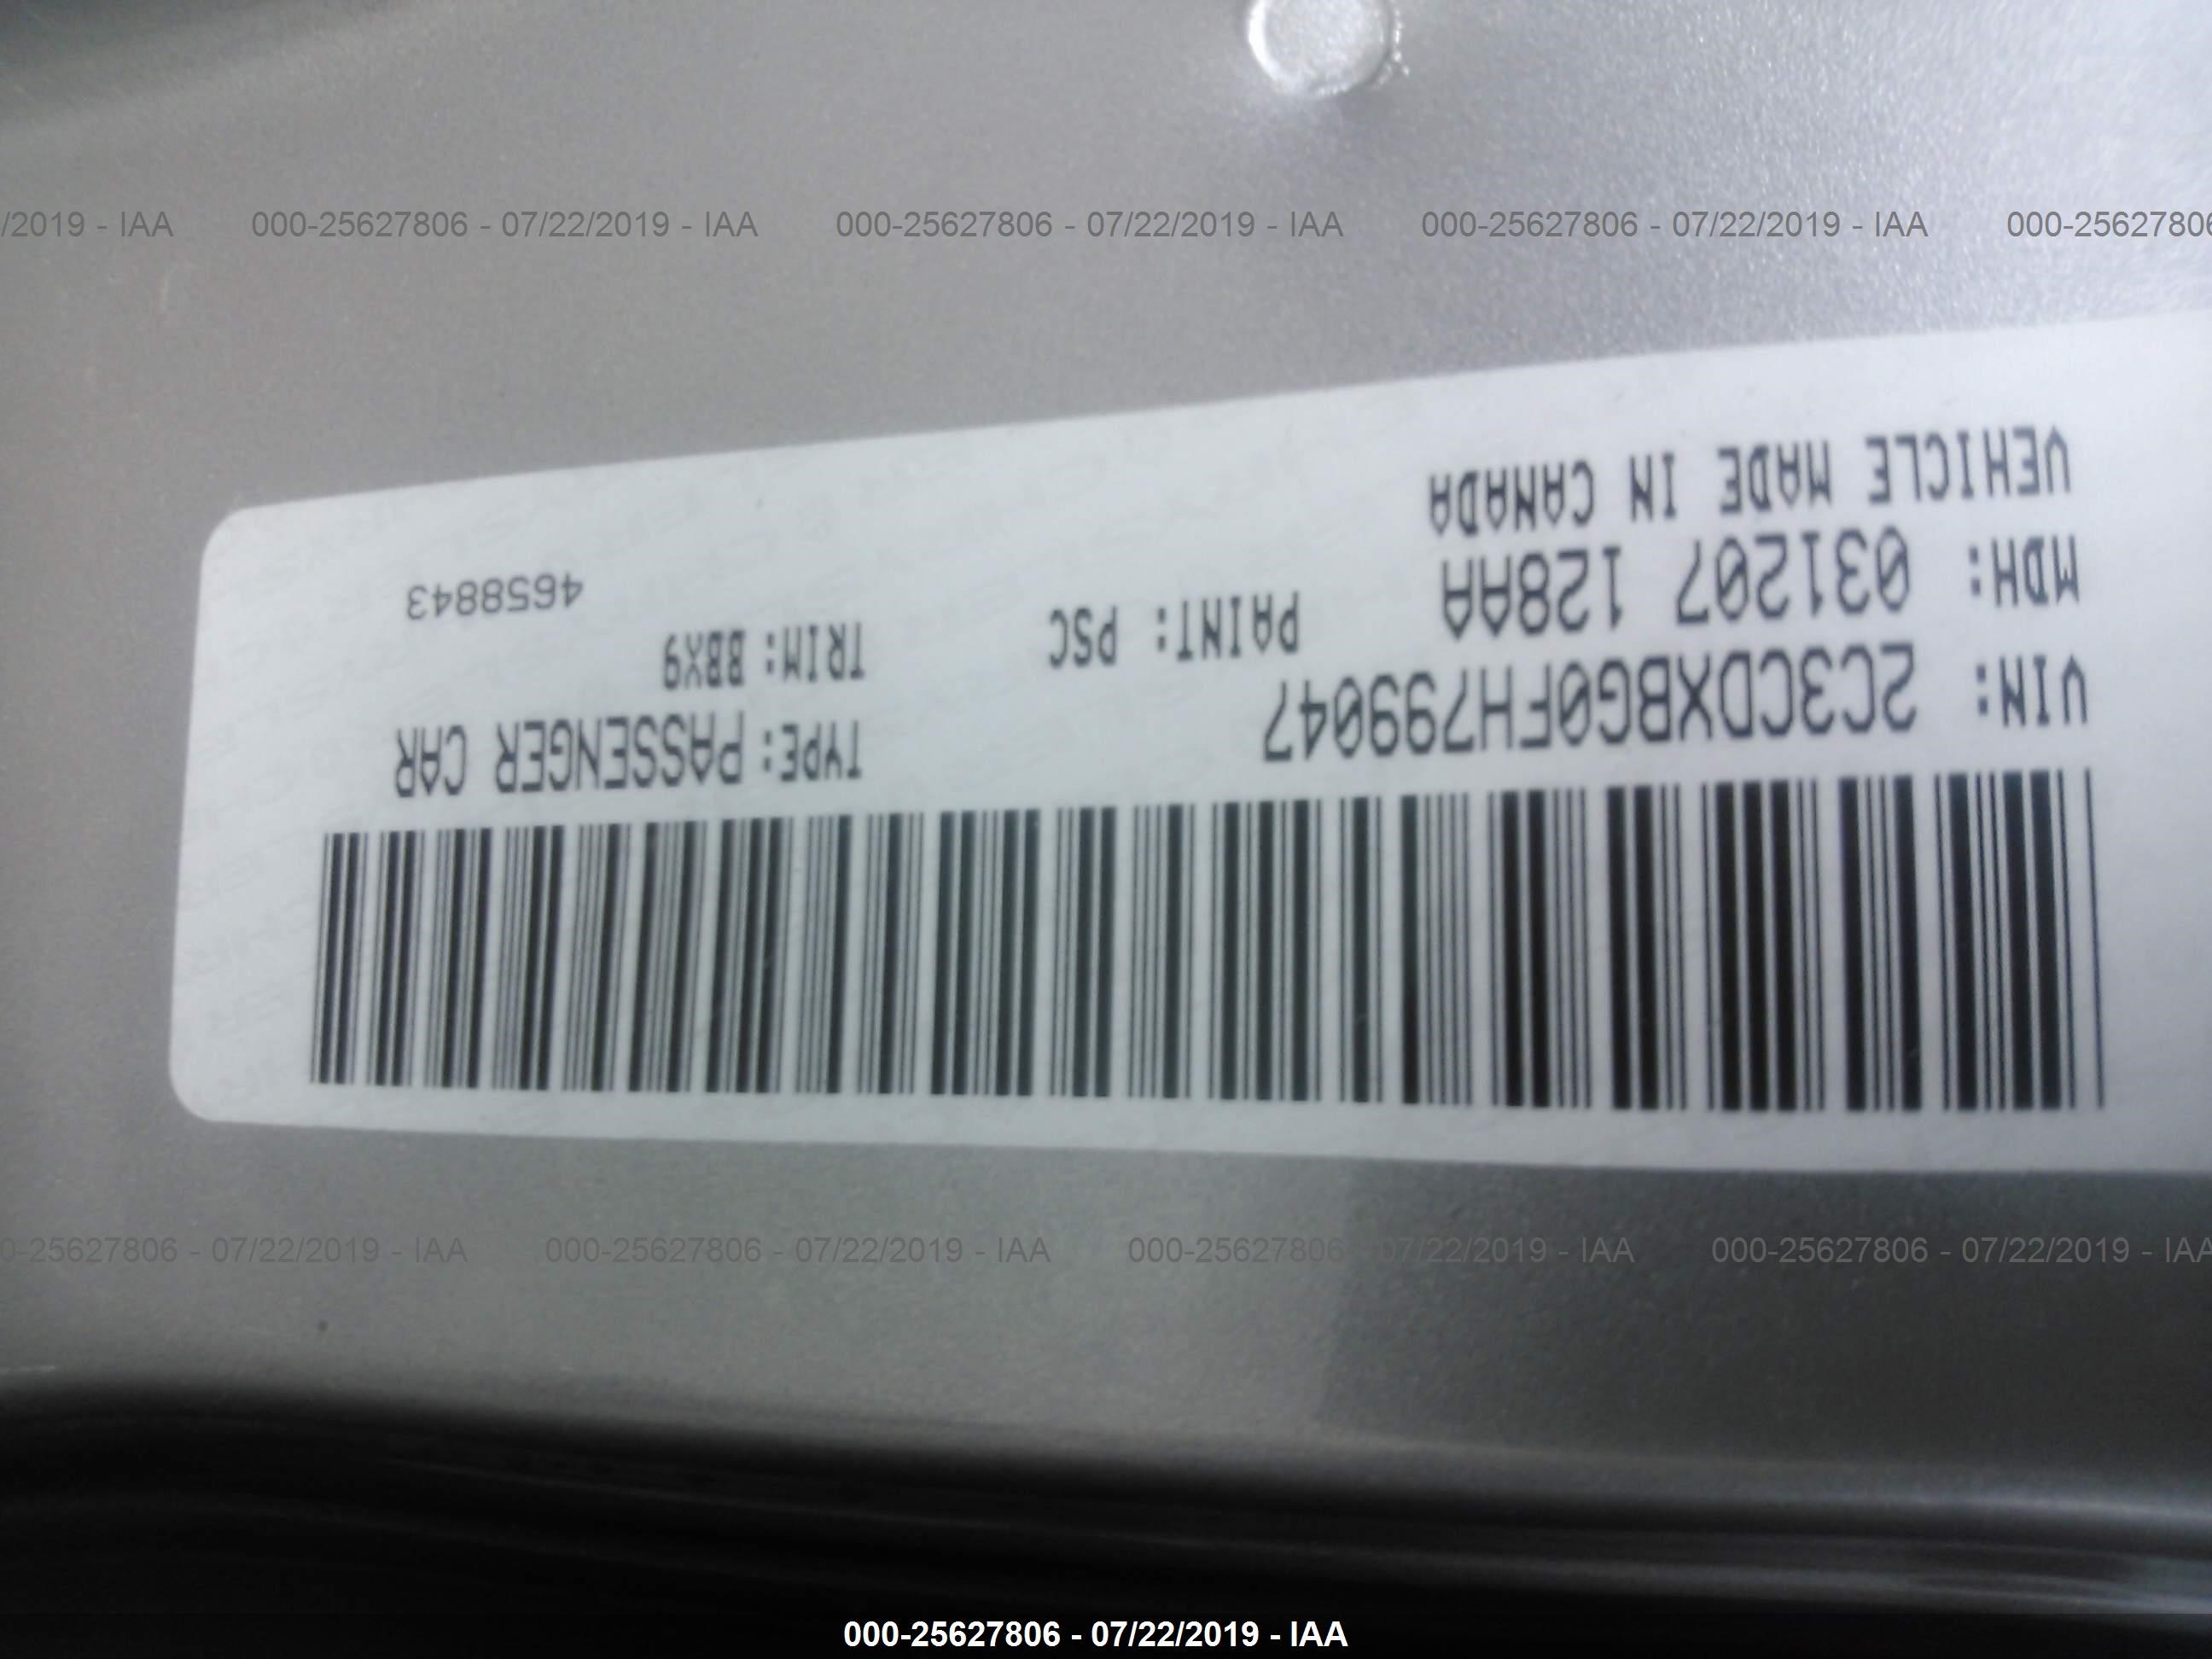 /2019 - IAA 000-25627806 - 07/22/2019 - IAA 000-25627806 - 07/22/2019 - IAA 000-25627806 - 07/22/2019 - IAA 000-25627806
VIN: 2C3CDXBG0FH799047 TYPE: PASSENGER CAR
MDH: 031207 128AA PAINT: PSC TRIM: BBX9
VEHICLE MADE IN CANADA 4658843
0-25627806 - 07/22/2019 - IAA 000-25627806 - 07/22/2019 - IAA 000-25627806 - 07/22/2019 - IAA 000-25627806 - 07/22/2019 - IAA
000-25627806 - 07/22/2019 - IAA